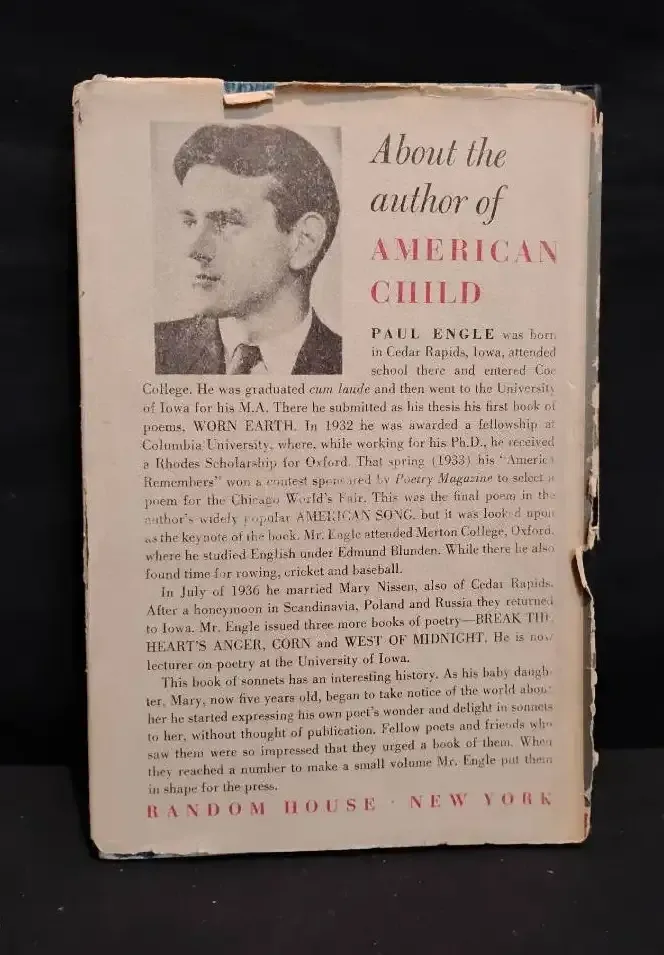 About the
author of
AMERICAN
CHILD
PAUL ENGLE was born
in Cedar Rapids, Iowa, attended
school there and entered Coe
College. He was graduated cum laude and then went to the University
of Iowa for his M.A. There he submitted as his thesis his first book of
poems, WORN EARTH. In 1932 he was awarded a fellowship at
Columbia University, where, while working for his Ph.D., he received
a Rhodes Scholarship for Oxford. That spring (1933) his "America
Remembers" won a contest sponsored by Poetry Magazine to select a
poem for the Chicago World's Fair. This was the final poem in the
author's widely popular AMERICAN SONG, but it was looked upon
as the keynote of the book. Mr. Engle attended Merton College, Oxford,
where he studied English under Edmund Blunden. While there he also
found time for rowing, cricket and baseball.
In July of 1936 he married Mary Nissen, also of Cedar Rapids.
After a honeymoon in Scandinavia, Poland and Russia they returned
to Iowa. Mr. Engle issued three more books of poetry—BREAK THE
HEART'S ANGER, CORN and WEST OF MIDNIGHT. He is now
lecturer on poetry at the University of Iowa.
This book of sonnets has an interesting history. As his baby daugh-
ter, Mary, now five years old, began to take notice of the world about
her he started expressing his own poet's wonder and delight in sonnets
to her, without thought of publication. Fellow poets and friends who
saw them were so impressed that they urged a book of them. When
they reached a number to make a small volume Mr. Engle put them
in shape for the press.
RANDOM HOUSE · NEW YORK